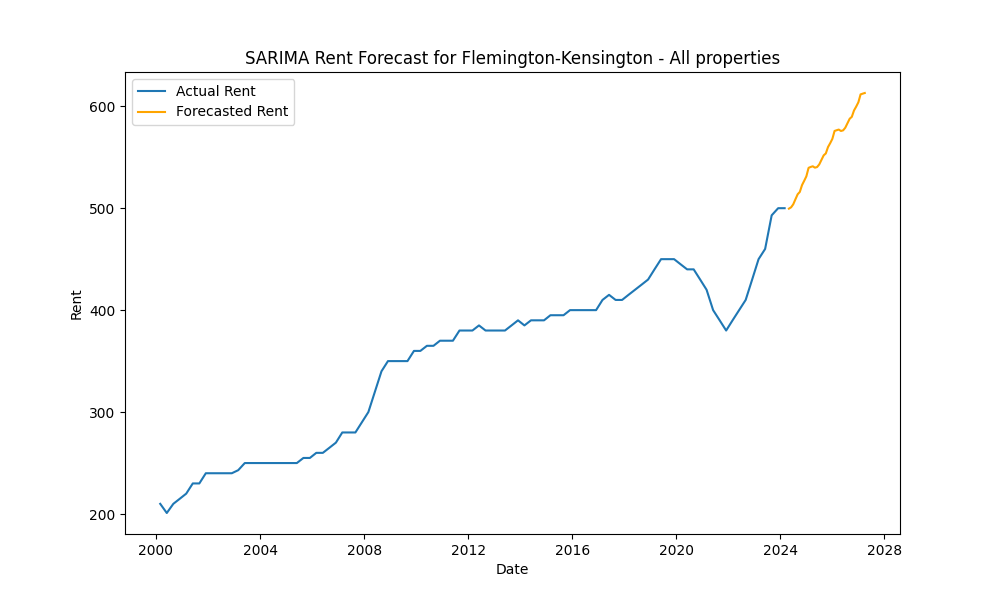 SARIMA Rent Forecast for Flemington-Kensington - All properties
Actual Rent
Forecasted Rent
600
500
400
300
200
Rent
2000 2004 2008 2012 2016 2020 2024 2028
Date